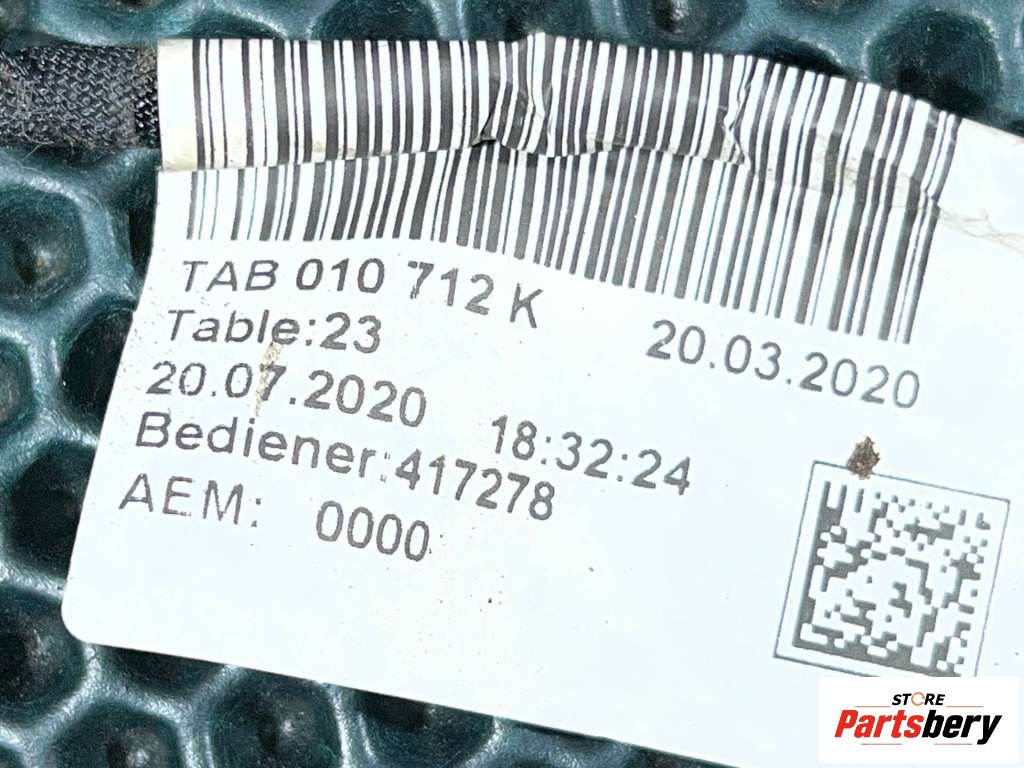 TAB 010 712 K 20.03.2020
Table:23
20.07.2020 18:32:24
Bediener:417278
AEM: 0000
STORE
Partsbery